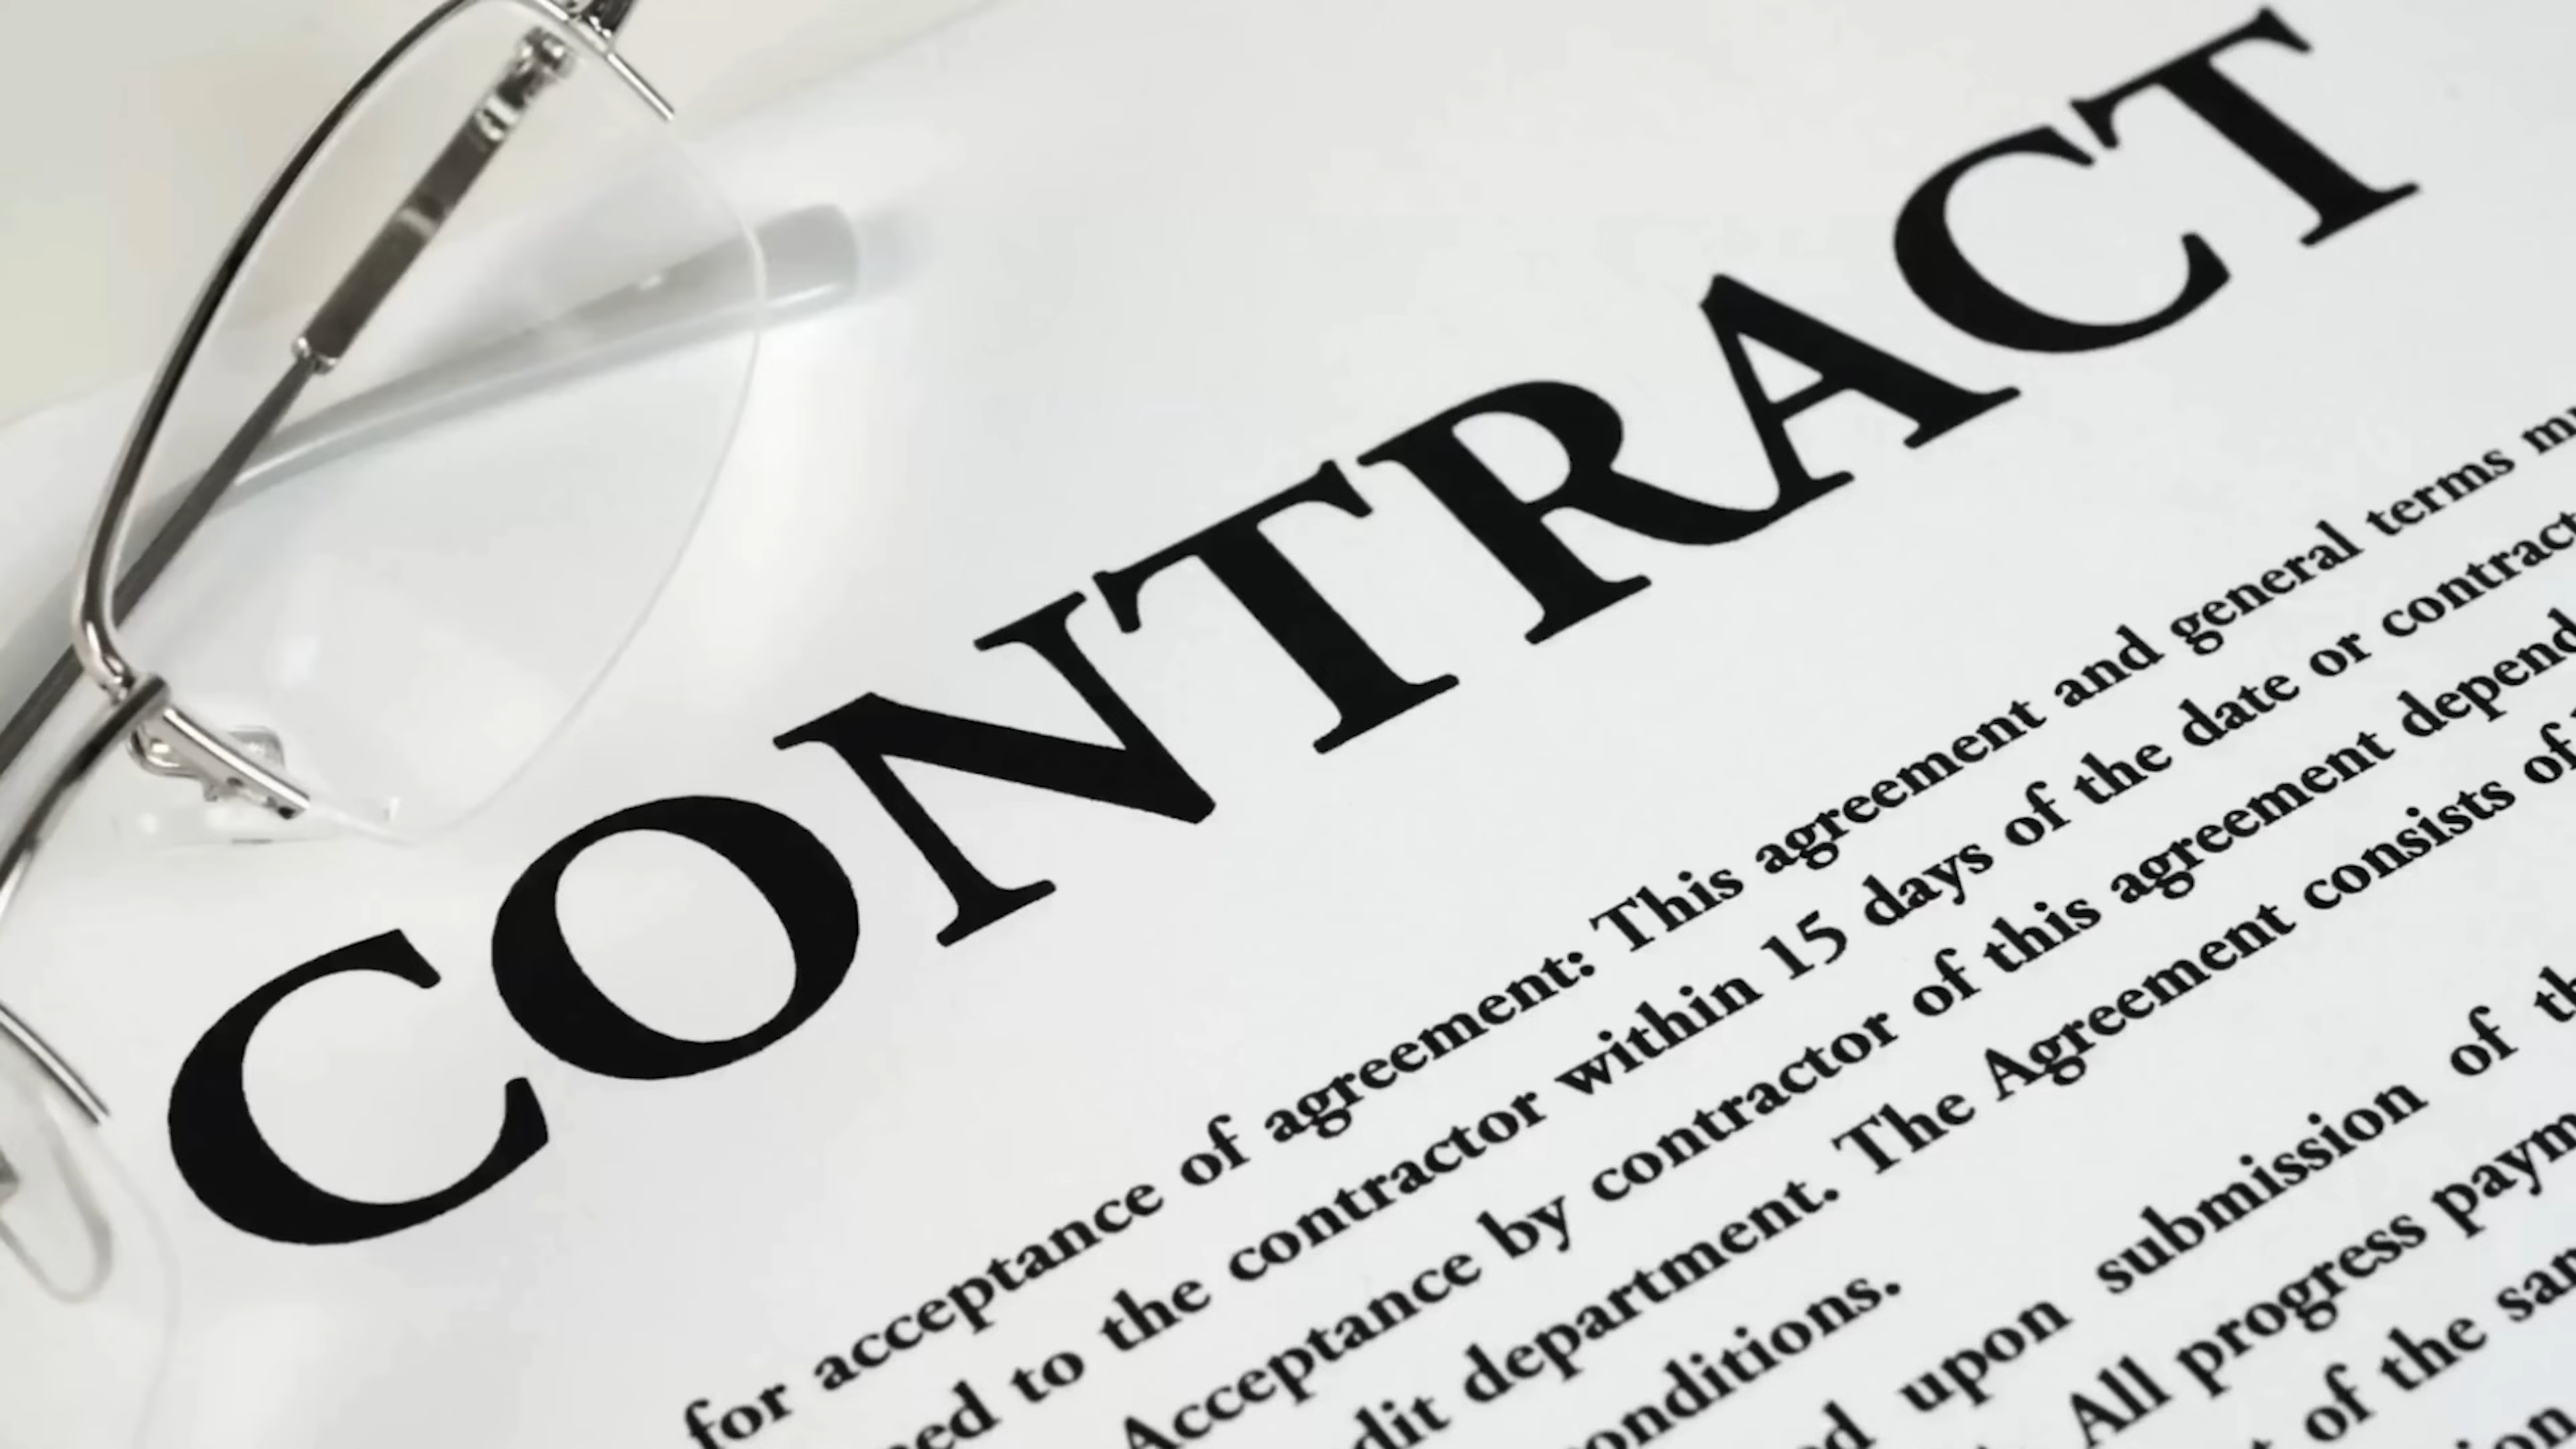 CONTRACT
for acceptance of agreement: This agreement and general terms
to the contractor within 15 days of the date or contract
Acceptance by contractor of this agreement
department. The Agreement consists of
upon submission of
All progress
of the